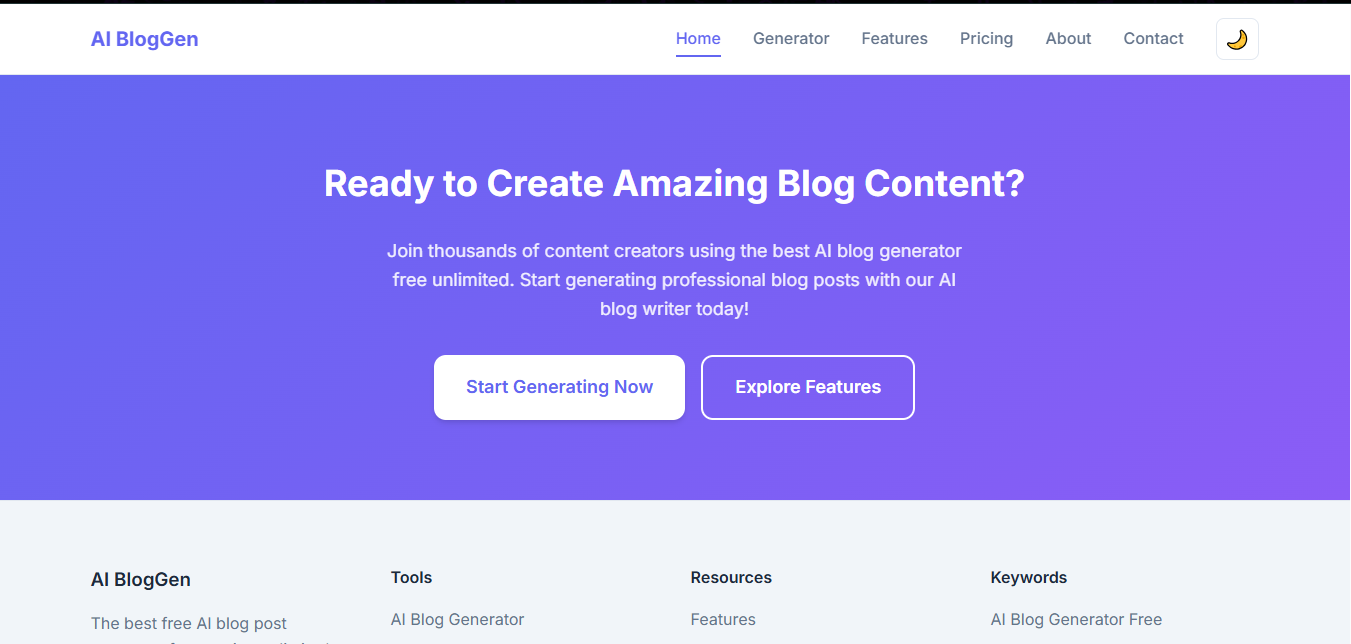 AI BlogGen
Home Generator Features Pricing About Contact
Ready to Create Amazing Blog Content?
Join thousands of content creators using the best AI blog generator
free unlimited. Start generating professional blog posts with our AI
blog writer today!
Start Generating Now
Explore Features
AI BlogGen
The best free AI blog post
Tools
AI Blog Generator
Resources
Features
Keywords
AI Blog Generator Free